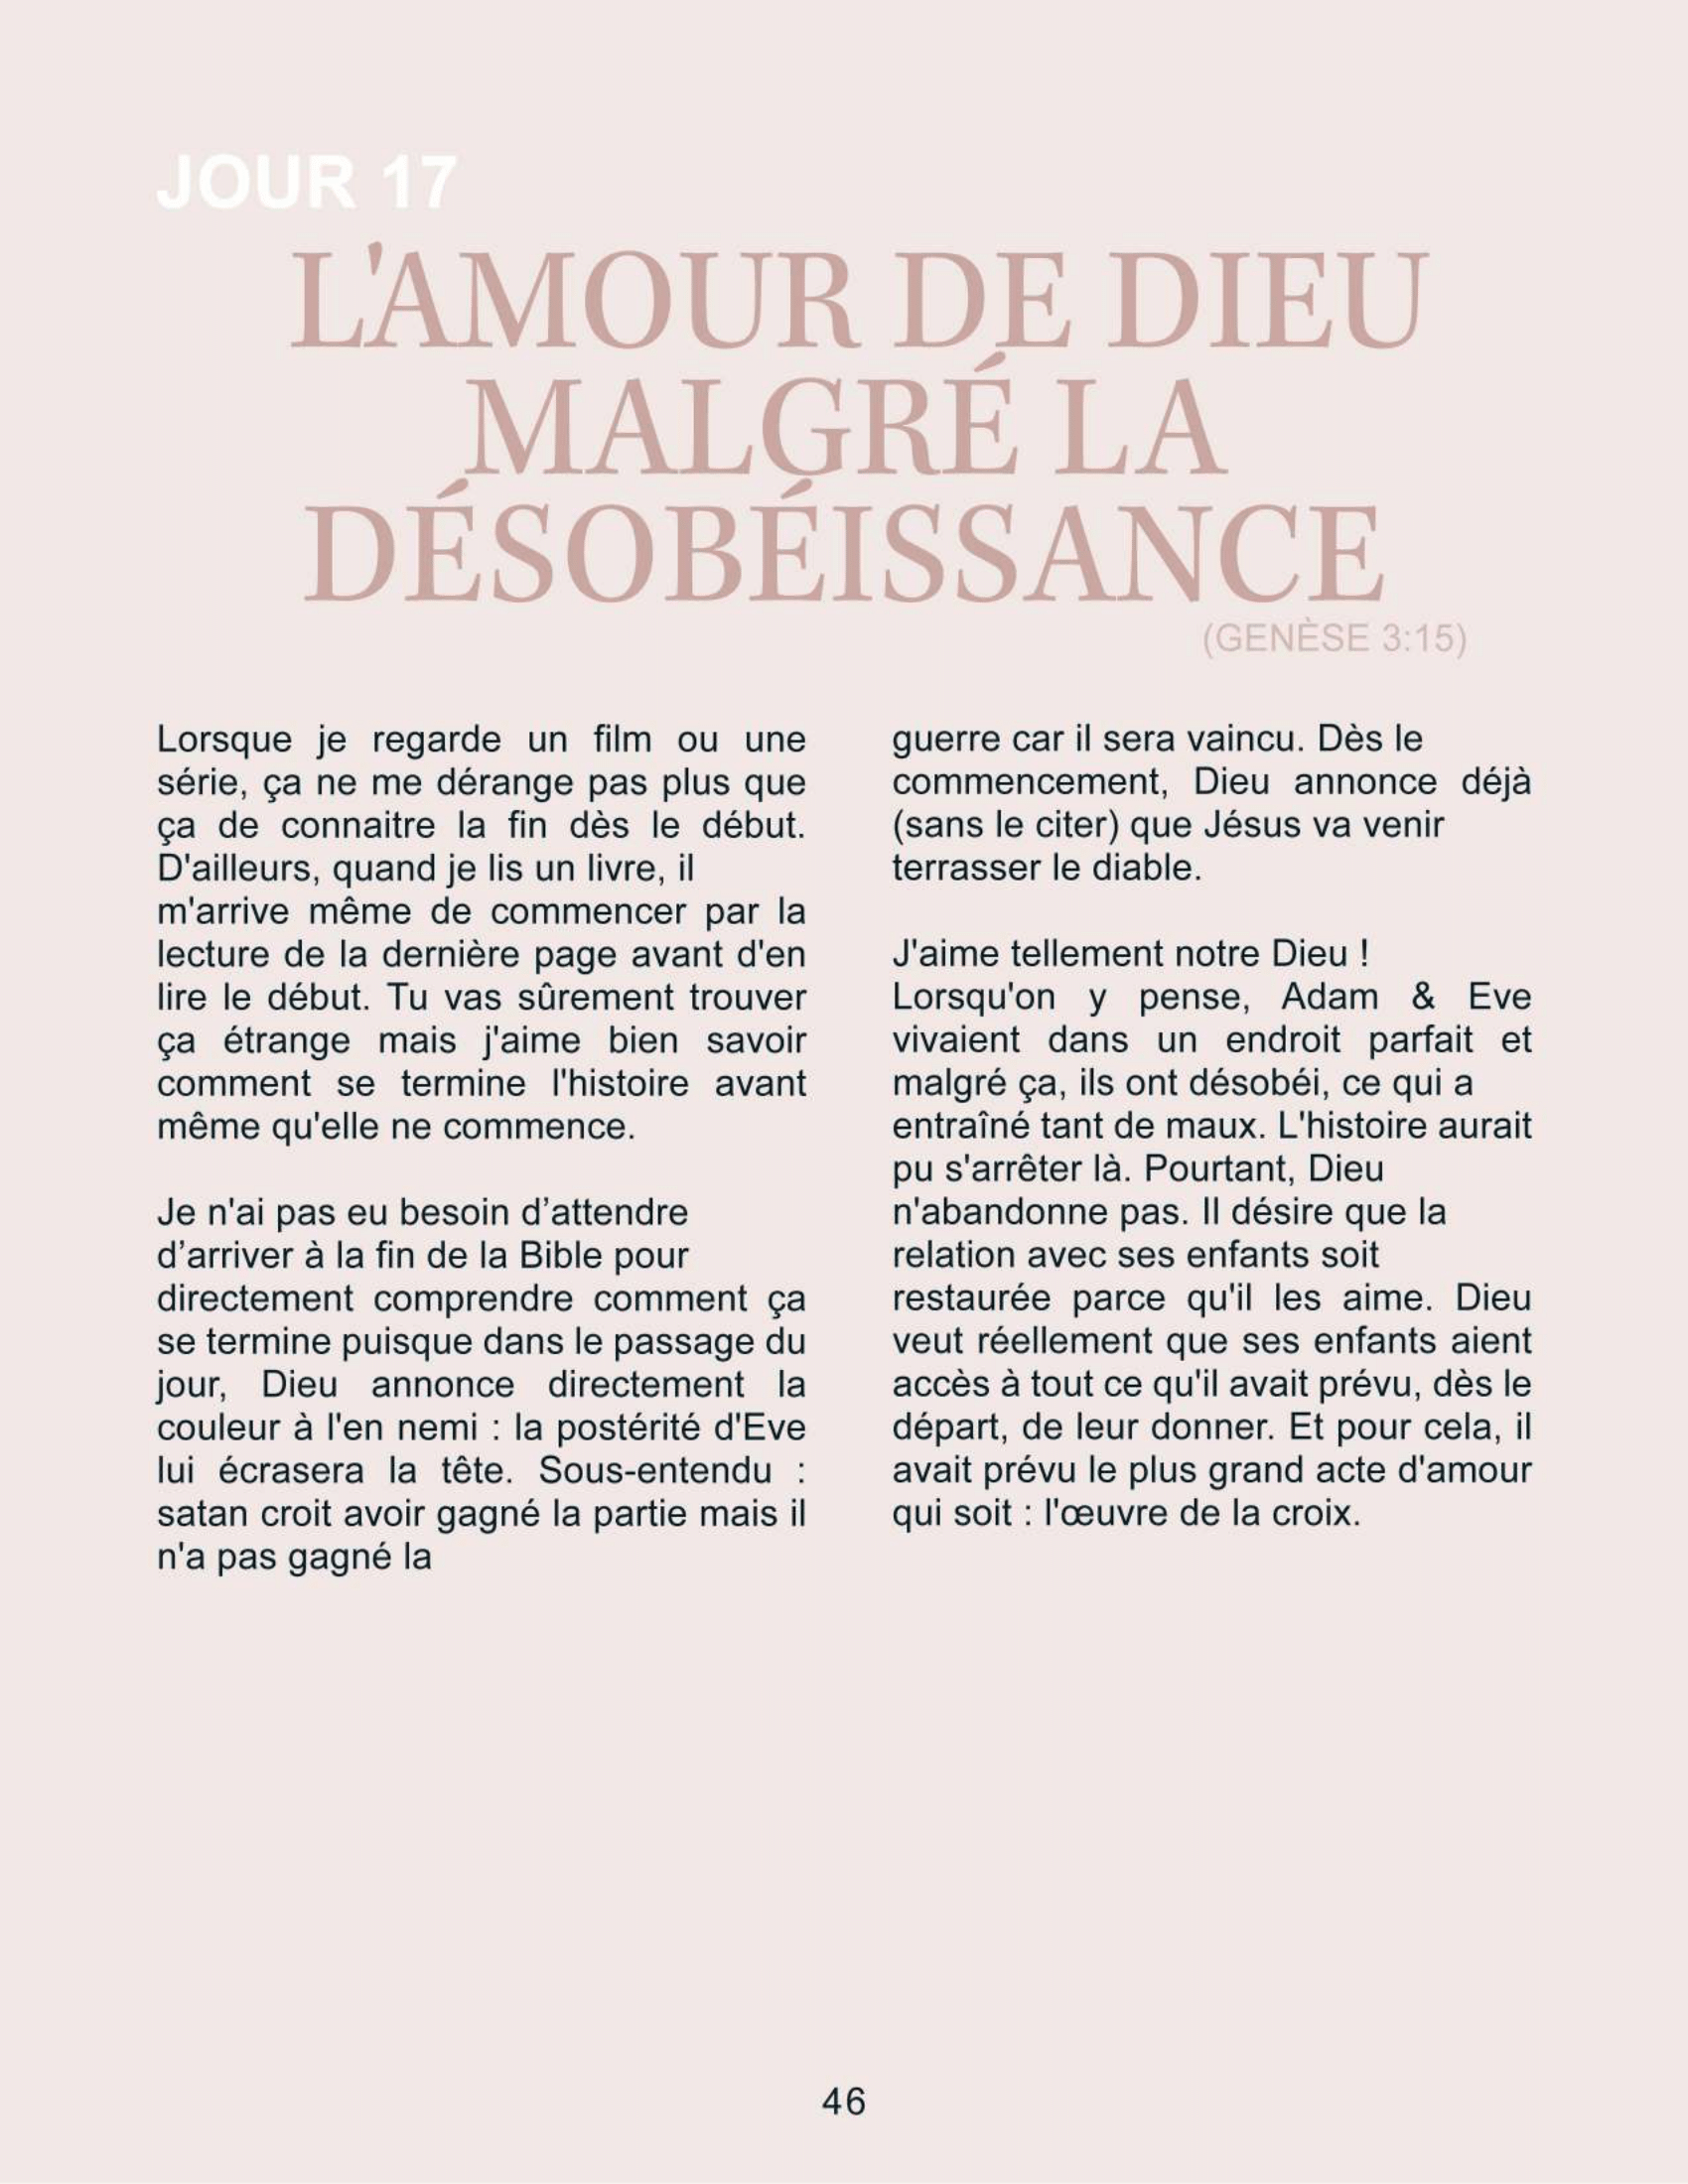 JOUR 17
L'AMOUR DE DIEU
MALGRÉ LA
DÉSOBÉISSANCE
(GENÈSE 3:15)
Lorsque je regarde un film ou une
série, ça ne me dérange pas plus que
ça de connaitre la fin dès le début.
D'ailleurs, quand je lis un livre, il
m'arrive même de commencer par la
lecture de la dernière page avant d'en
lire le début. Tu vas sûrement trouver
ça étrange mais j'aime bien savoir
comment se termine l'histoire avant
même qu'elle ne commence.
Je n'ai pas eu besoin d’attendre
d’arriver à la fin de la Bible pour
directement comprendre comment ça
se termine puisque dans le passage du
jour, Dieu annonce directement la
couleur à l'en nemi : la postérité d'Eve
lui écrasera la tête. Sous-entendu :
satan croit avoir gagné la partie mais il
n'a pas gagné la
guerre car il sera vaincu. Dès le
commencement, Dieu annonce déjà
(sans le citer) que Jésus va venir
terrasser le diable.
J'aime tellement notre Dieu !
Lorsqu'on y pense, Adam & Eve
vivaient dans un endroit parfait et
malgré ça, ils ont désobéi, ce qui a
entraîné tant de maux. L'histoire aurait
pu s'arrêter là. Pourtant, Dieu
n'abandonne pas. Il désire que la
relation avec ses enfants soit
restaurée parce qu'il les aime. Dieu
veut réellement que ses enfants aient
accès à tout ce qu'il avait prévu, dès le
départ, de leur donner. Et pour cela, il
avait prévu le plus grand acte d'amour
qui soit : l'œuvre de la croix.
46